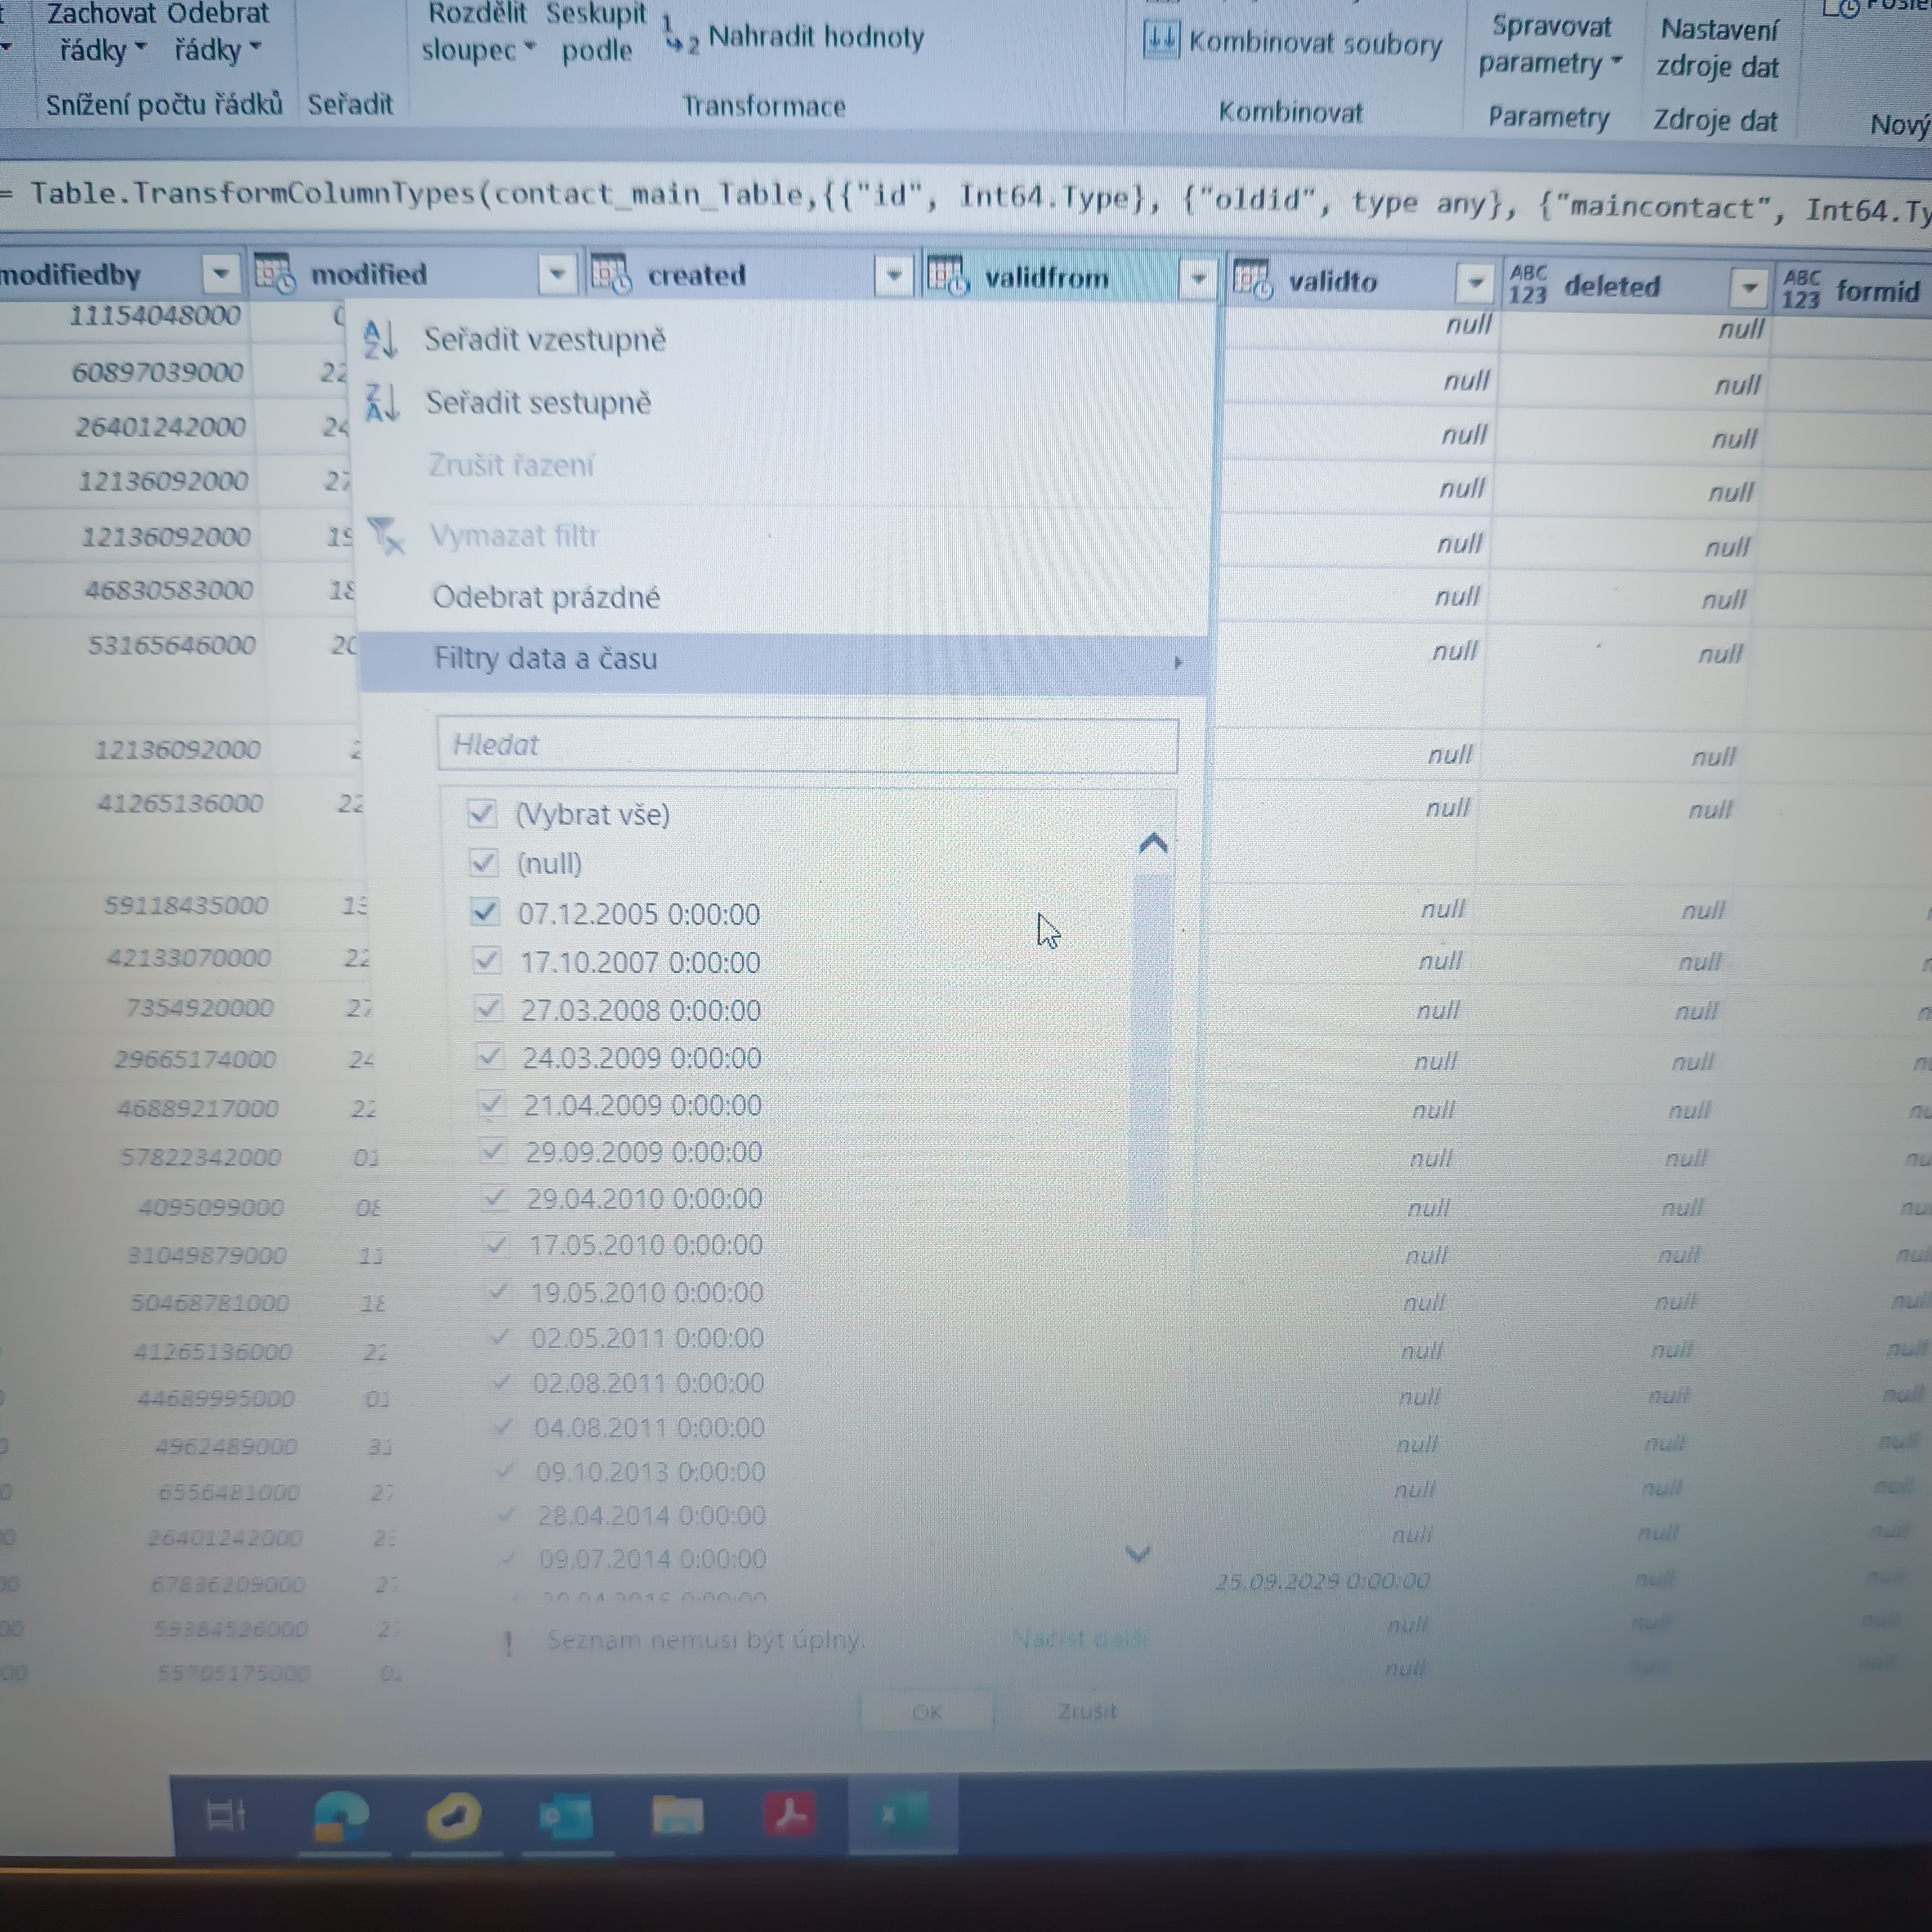 Zachovat Odebrat
řádky řádky
Snížení počtu řádků
Seřadit
Rozdělit Seskupit
sloupec podle
1 2 Nahradit hodnoty
Transformace
Kombinovat soubory
Kombinovat
Spravovat
parametry
Parametry
Nastavení
zdroje dat
Zdroje dat
Nový
= Table.TransformColumnTypes(contact_main_Table,{{"id", Int64.Type}, {"oldid", type any}, {"maincontact", Int64.Ty
modifiedby modified created validfrom validto ABC 123 deleted ABC 123 formid
11154048000 null null
60897039000 22 null null
26401242000 24 null null
12136092000 27 null null
12136092000 19 null null
46830583000 18 null null
53165646000 20 null null
12136092000 2 null null
41265136000 22 null null
59118435000 null null
42133070000 22 null null
7354920000 27 null null
29665174000 24 null null
46889217000 22 null null
57822342000 01 null null
4095099000 08 null null
31049879000 11 null null
50468781000 18 null null
41265136000 22 null null null
44689995000 01 null null null
4962489000 31 null null null
6556481000 27 null null null
26401242000 null null null
67836209000 25.09.2029 0:00:00 null null
59384526000 null null null
55705175000 null
Seřadit vzestupně
Seřadit sestupně
Zrušit řazení
Vymazat filtr
Odebrat prázdné
Filtry data a času
Hledat
(Vybrat vše)
(null)
07.12.2005 0:00:00
17.10.2007 0:00:00
27.03.2008 0:00:00
24.03.2009 0:00:00
21.04.2009 0:00:00
29.09.2009 0:00:00
29.04.2010 0:00:00
17.05.2010 0:00:00
19.05.2010 0:00:00
02.05.2011 0:00:00
02.08.2011 0:00:00
04.08.2011 0:00:00
09.10.2013 0:00:00
28.04.2014 0:00:00
09.07.2014 0:00:00
! Seznam nemusí být úplný. Načíst další
OK Zrušit